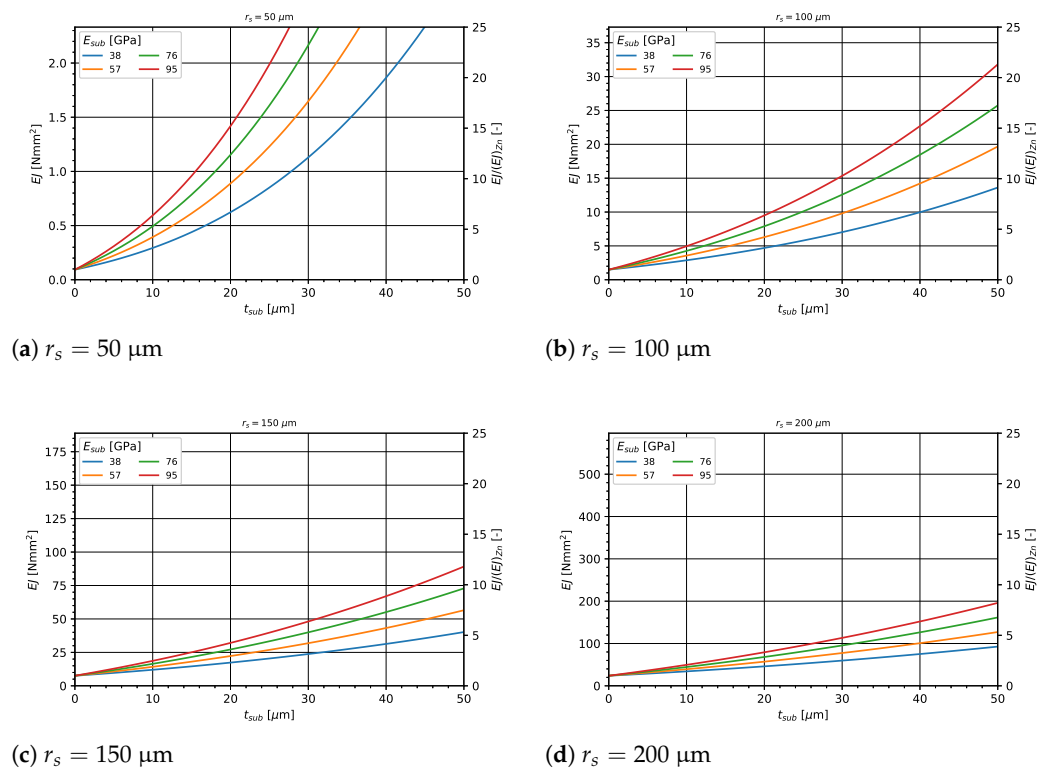 r_s = 50 μm
E_sub [GPa]
38 76
57 95
EJ [Nmm²]
2.0
1.5
1.0
0.5
0.0
25
20
15
10
5
0
EJ/(EJ)_Zn [-]
0 10 20 30 40 50
t_sub [μm]
(a) r_s = 50 μm
r_s = 100 μm
E_sub [GPa]
38 76
57 95
EJ [Nmm²]
35
30
25
20
15
10
5
0
25
20
15
10
5
0
EJ/(EJ)_Zn [-]
0 10 20 30 40 50
t_sub [μm]
(b) r_s = 100 μm
r_s = 150 μm
E_sub [GPa]
38 76
57 95
EJ [Nmm²]
175
150
125
100
75
50
25
0
25
20
15
10
5
0
EJ/(EJ)_Zn [-]
0 10 20 30 40 50
t_sub [μm]
(c) r_s = 150 μm
r_s = 200 μm
E_sub [GPa]
38 76
57 95
EJ [Nmm²]
500
400
300
200
100
0
25
20
15
10
5
0
EJ/(EJ)_Zn [-]
0 10 20 30 40 50
t_sub [μm]
(d) r_s = 200 μm